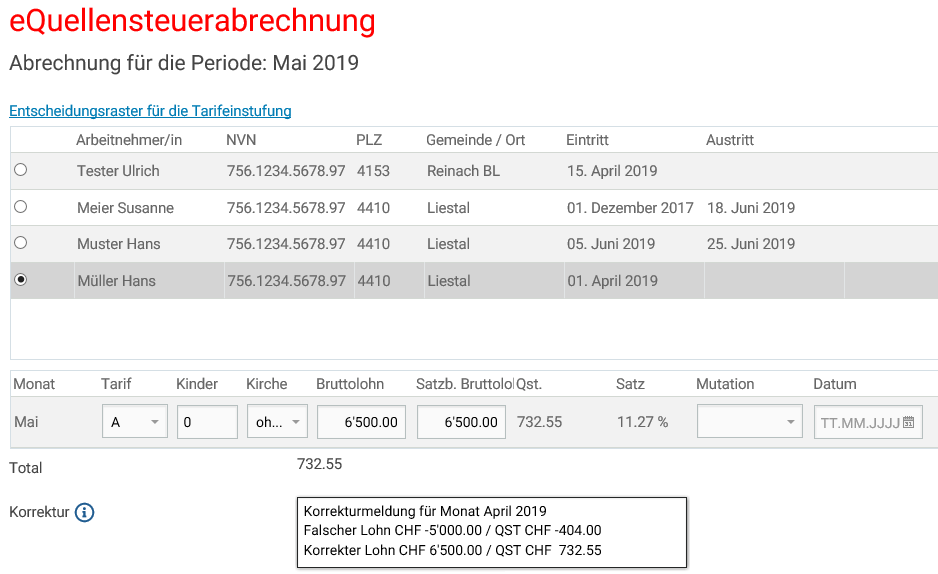 eQuellensteuerabrechnung
Abrechnung für die Periode: Mai 2019
Entscheidungsraster für die Tarifeinstufung
Arbeitnehmer/in NVN PLZ Gemeinde / Ort Eintritt Austritt
Tester Ulrich 756.1234.5678.97 4153 Reinach BL 15. April 2019
Meier Susanne 756.1234.5678.97 4410 Liestal 01. Dezember 2017 18. Juni 2019
Muster Hans 756.1234.5678.97 4410 Liestal 05. Juni 2019 25. Juni 2019
Müller Hans 756.1234.5678.97 4410 Liestal 01. April 2019
Monat Tarif Kinder Kirche Bruttolohn Satzb. Bruttolo Qst. Satz Mutation Datum
Mai A 0 oh... 6'500.00 6'500.00 732.55 11.27 % TT.MM.JJJJ
Total 732.55
Korrektur i
Korrekturmeldung für Monat April 2019
Falscher Lohn CHF -5'000.00 / QST CHF -404.00
Korrekter Lohn CHF 6'500.00 / QST CHF 732.55